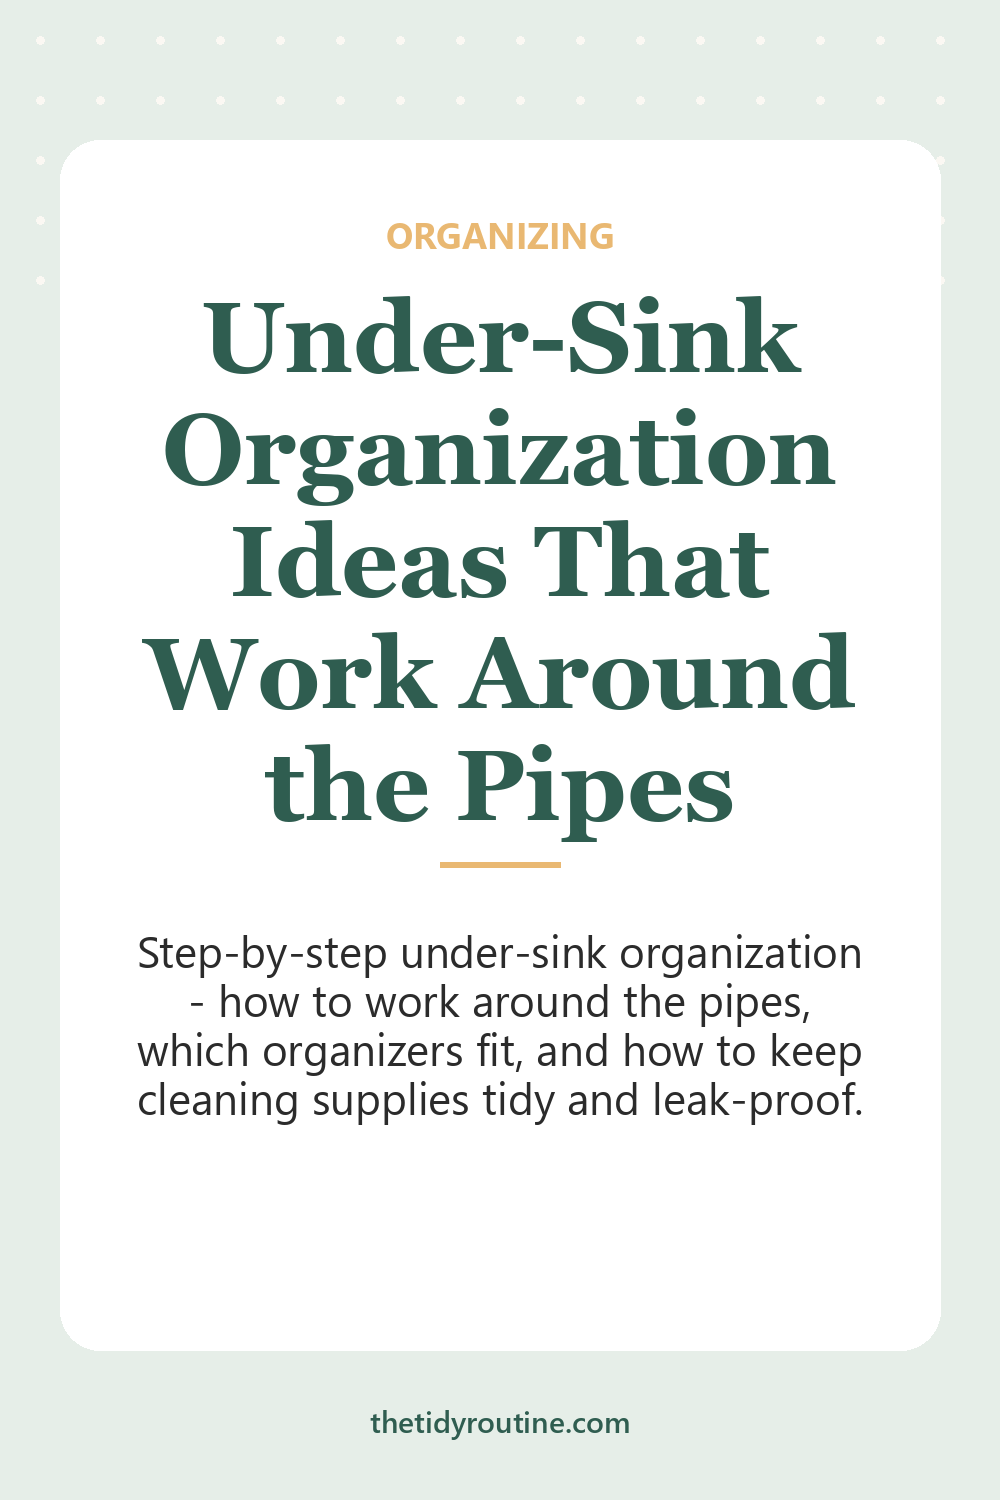 ORGANIZING
Under-Sink
Organization
Ideas That
Work Around
the Pipes
Step-by-step under-sink organization
- how to work around the pipes,
which organizers fit, and how to keep
cleaning supplies tidy and leak-proof.
thetidyroutine.com